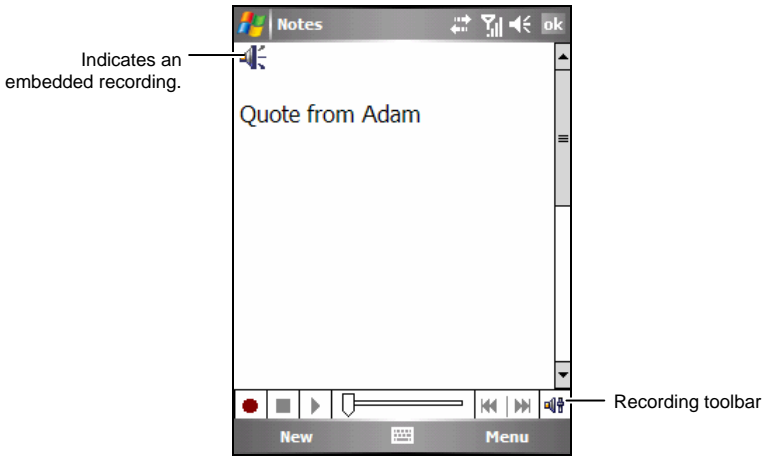 Notes
ok
Indicates an
embedded recording.
Quote from Adam
Recording toolbar
New
Menu